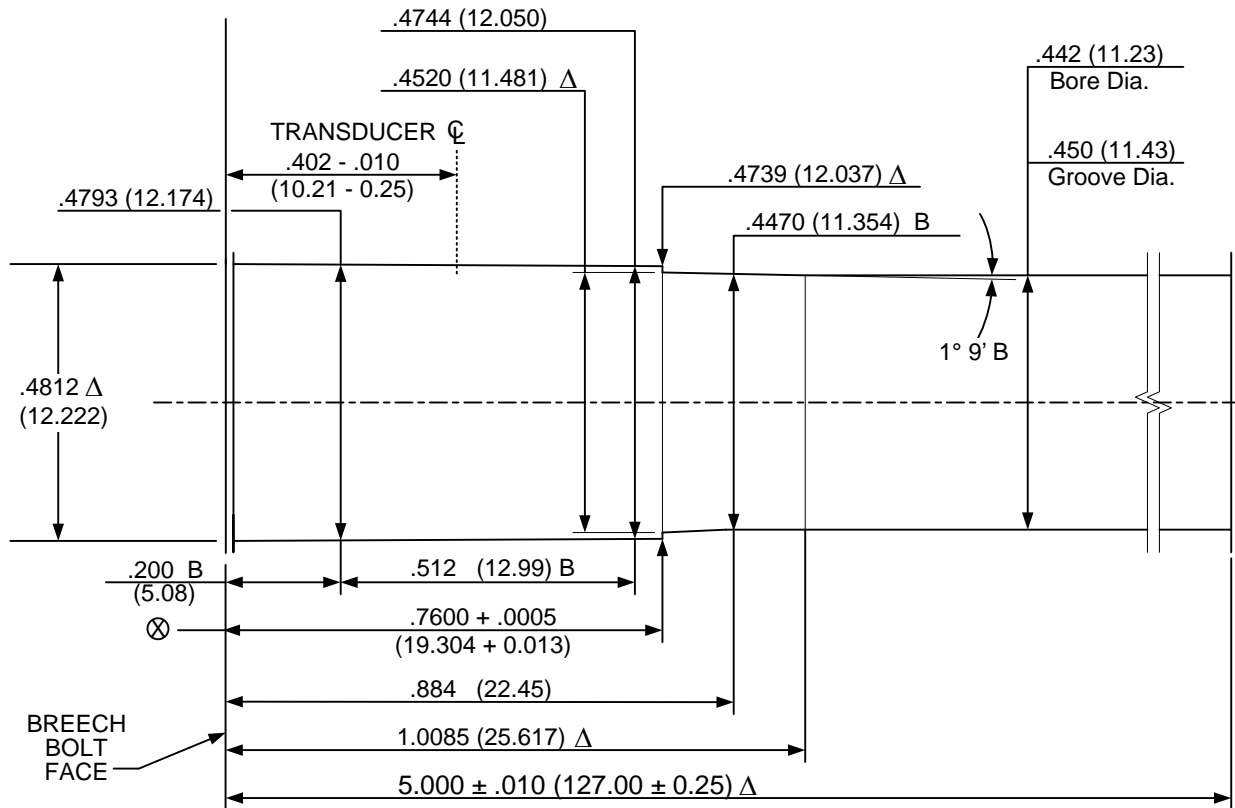 .4744 (12.050)
.4520 (11.481) Δ
.442 (11.23)
Bore Dia.
TRANSDUCER ℄
.402 - .010
(10.21 - 0.25)
.450 (11.43)
Groove Dia.
.4739 (12.037) Δ
.4793 (12.174)
.4470 (11.354) B
1° 9’ B
.4812 Δ
(12.222)
.200 B
(5.08)
.512 (12.99) B
Ⓧ
.7600 + .0005
(19.304 + 0.013)
.884 (22.45)
BREECH
BOLT
FACE
1.0085 (25.617) Δ
5.000 ± .010 (127.00 ± 0.25) Δ